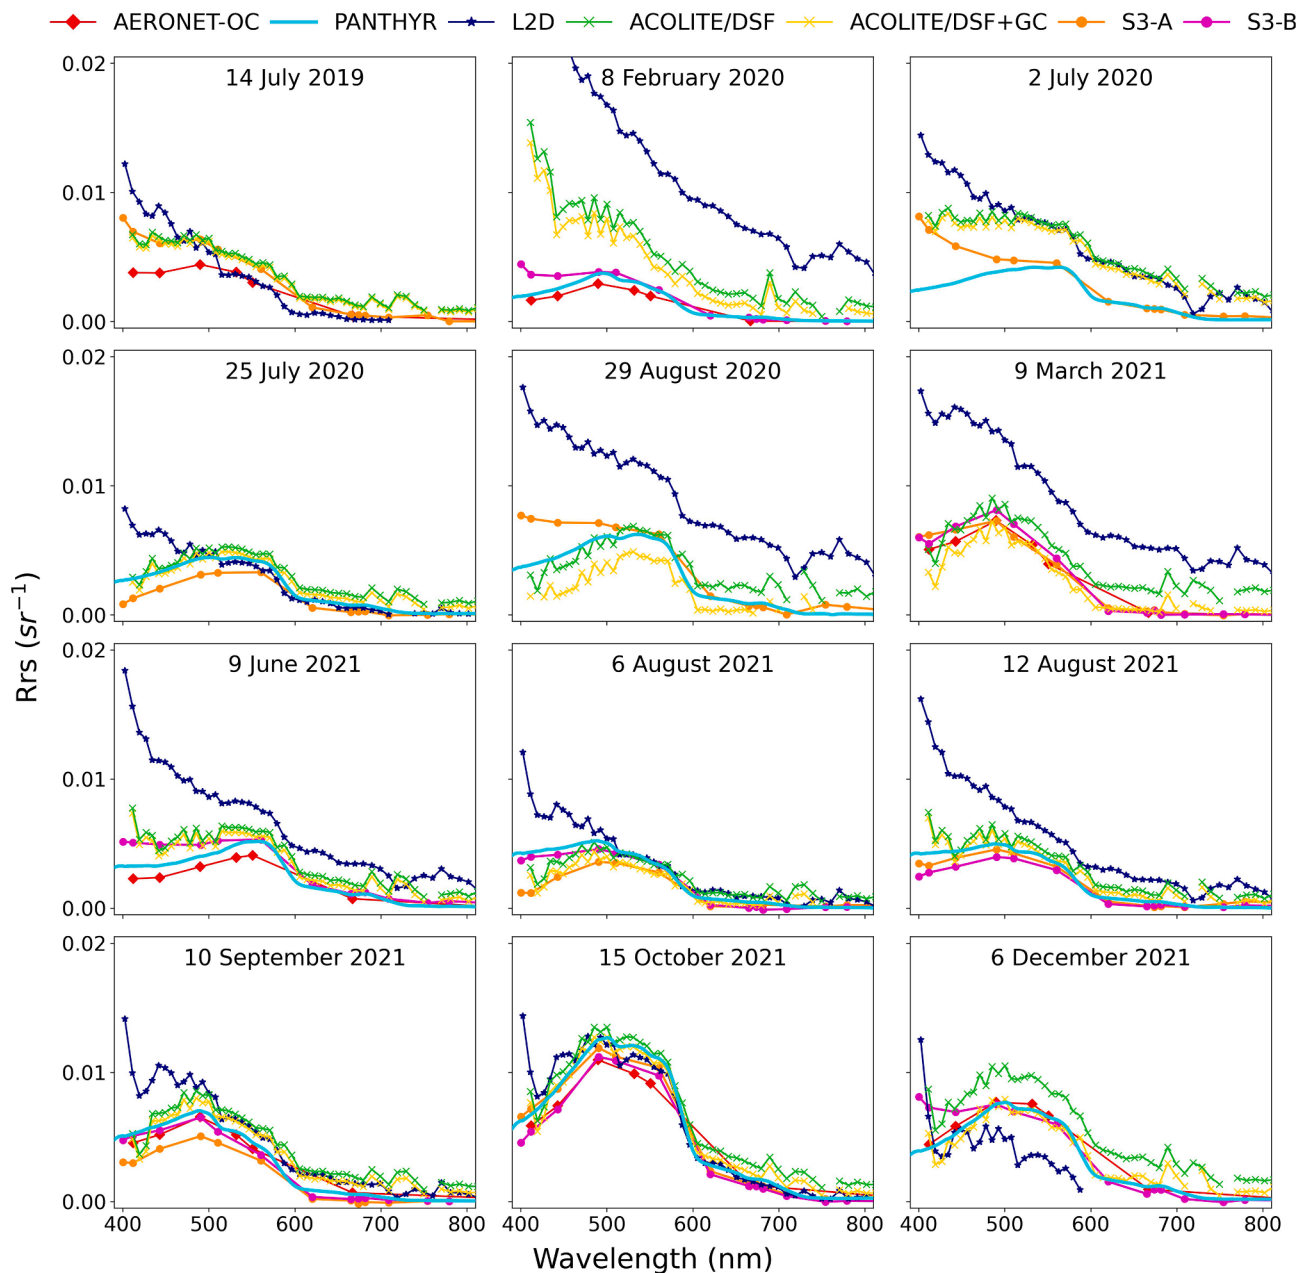 AERONET-OC PANTHYR L2D ACOLITE/DSF ACOLITE/DSF+GC S3-A S3-B
14 July 2019 8 February 2020 2 July 2020
0.02
0.01
0.00
25 July 2020 29 August 2020 9 March 2021
0.02
0.01
0.00
Rrs (sr⁻¹)
9 June 2021 6 August 2021 12 August 2021
0.02
0.01
0.00
10 September 2021 15 October 2021 6 December 2021
0.02
0.01
0.00
400 500 600 700 800 400 500 600 700 800 400 500 600 700 800
Wavelength (nm)